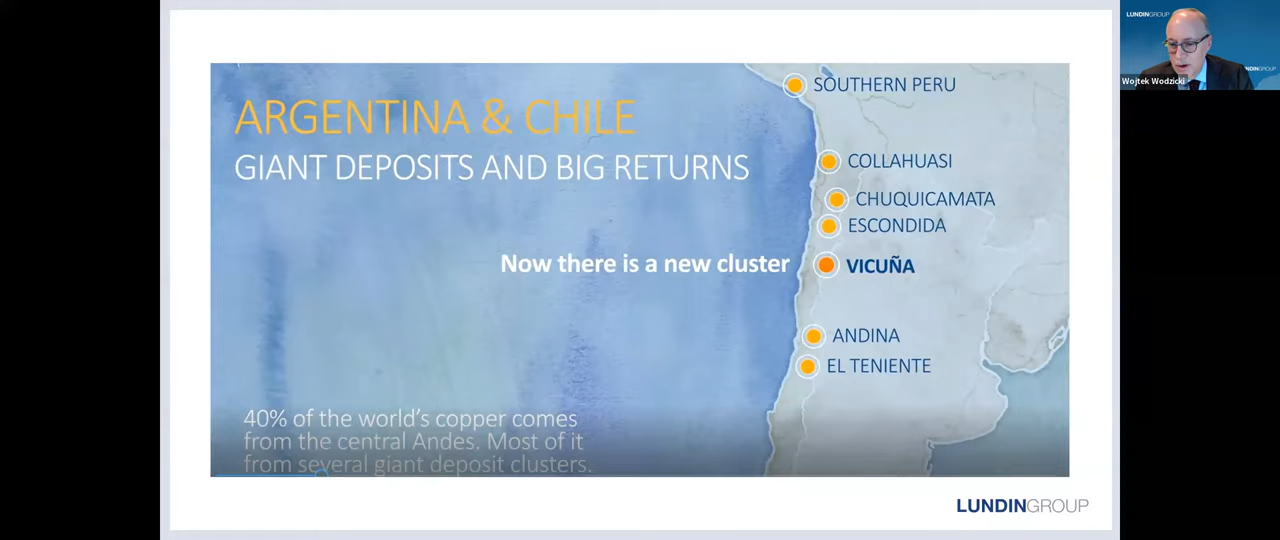 ARGENTINA & CHILE
GIANT DEPOSITS AND BIG RETURNS
SOUTHERN PERU
COLLAHUASI
CHUQUICAMATA
ESCONDIDA
Now there is a new cluster
VICUÑA
ANDINA
EL TENIENTE
40% of the world's copper comes
from the central Andes. Most of it
from several giant deposit clusters.
LUNDINGROUP
LUNDINGROUP
NDINGROUP
Wojtek Wodzicki